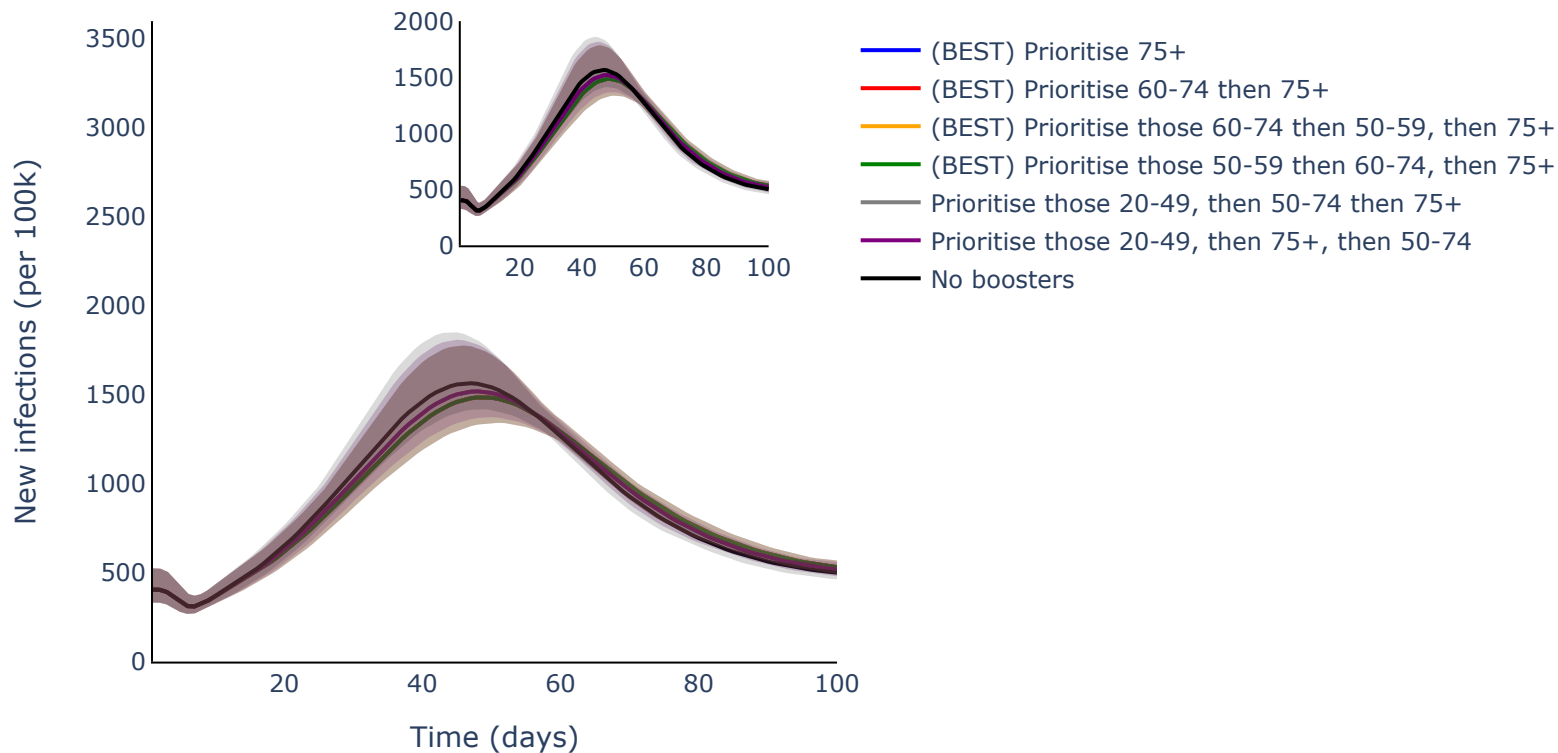 2000
1500
1000
500
0
20 40 60 80 100
(BEST) Prioritise 75+
(BEST) Prioritise 60-74 then 75+
(BEST) Prioritise those 60-74 then 50-59, then 75+
(BEST) Prioritise those 50-59 then 60-74, then 75+
Prioritise those 20-49, then 50-74 then 75+
Prioritise those 20-49, then 75+, then 50-74
No boosters
New infections (per 100k)
3500
3000
2500
2000
1500
1000
500
0
20 40 60 80 100
Time (days)